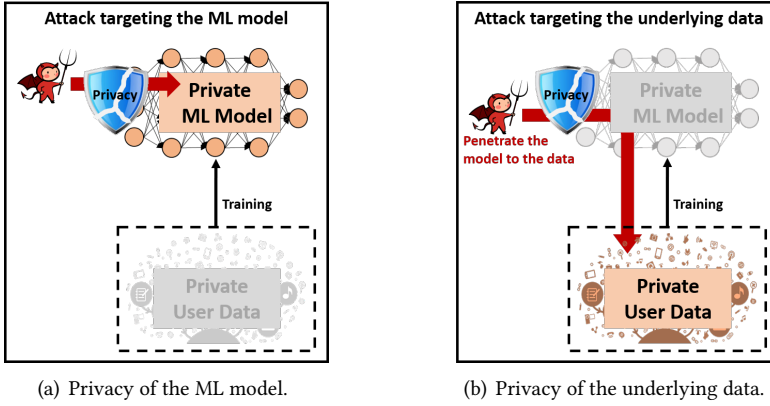 Attack targeting the ML model
Privacy
Private
ML Model
Training
Private
User Data
(a) Privacy of the ML model.
Attack targeting the underlying data
Privacy
Private
ML Model
Penetrate the
model to the data
Training
Private
User Data
(b) Privacy of the underlying data.